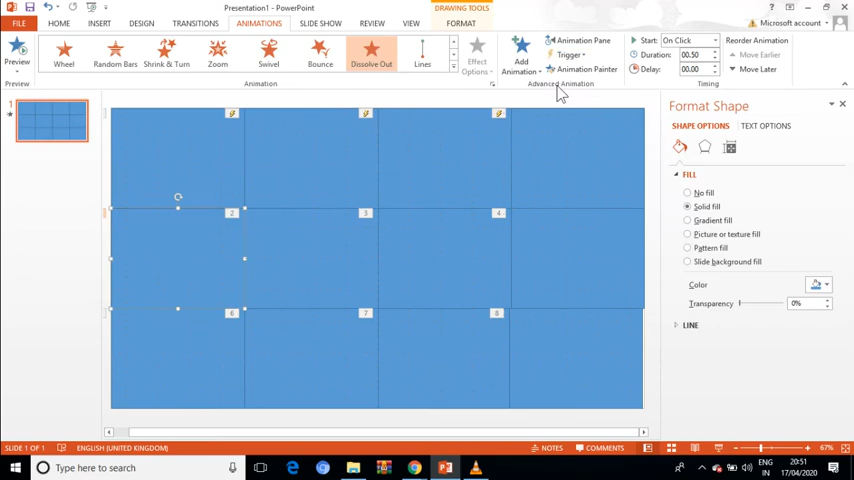 Presentation1 - PowerPoint
DRAWING TOOLS
FILE
HOME
INSERT
DESIGN
TRANSITIONS
ANIMATIONS
SLIDE SHOW
REVIEW
VIEW
FORMAT
Microsoft account
Preview
Wheel
Random Bars
Shrink & Turn
Zoom
Swivel
Bounce
Dissolve Out
Lines
Effect
Options
Add
Animation
Animation Pane
Trigger
Animation Painter
Start: On Click
Duration: 00.50
Delay: 00.00
Reorder Animation
Move Earlier
Move Later
Preview
Animation
Advanced Animation
Timing
1
2
3
4
6
7
8
Format Shape
SHAPE OPTIONS
TEXT OPTIONS
FILL
No fill
Solid fill
Gradient fill
Picture or texture fill
Pattern fill
Slide background fill
Color
Transparency
0%
LINE
SLIDE 1 OF 1
ENGLISH (UNITED KINGDOM)
NOTES
COMMENTS
67%
Type here to search
ENG
IN
20:51
17/04/2020